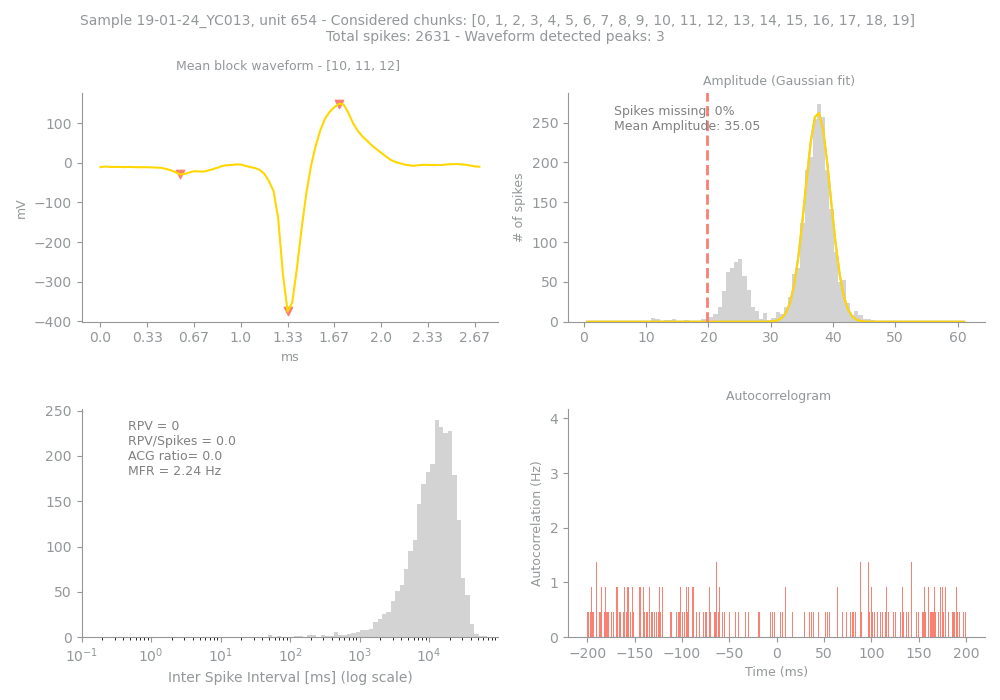 Sample 19-01-24_YC013, unit 654 - Considered chunks: [0, 1, 2, 3, 4, 5, 6, 7, 8, 9, 10, 11, 12, 13, 14, 15, 16, 17, 18, 19]
Total spikes: 2631 - Waveform detected peaks: 3
Mean block waveform - [10, 11, 12]
100
0
−100
−200
−300
−400
mV
0.0 0.33 0.67 1.0 1.33 1.67 2.0 2.33 2.67
ms
Amplitude (Gaussian fit)
Spikes missing: 0%
Mean Amplitude: 35.05
250
200
150
100
50
0
# of spikes
0 10 20 30 40 50 60
250
200
150
100
50
0
RPV = 0
RPV/Spikes = 0.0
ACG ratio= 0.0
MFR = 2.24 Hz
10⁻¹ 10⁰ 10¹ 10² 10³ 10⁴
Inter Spike Interval [ms] (log scale)
Autocorrelogram
4
3
2
1
0
Autocorrelation (Hz)
−200 −150 −100 −50 0 50 100 150 200
Time (ms)